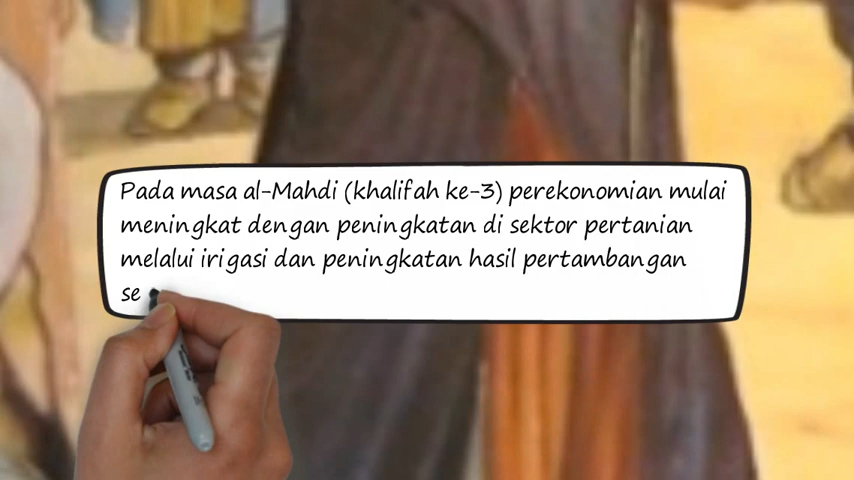 Pada masa al-Mahdi (khalifah ke-3) perekonomian mulai
meningkat dengan peningkatan di sektor pertanian
melalui irigasi dan peningkatan hasil pertambangan
se